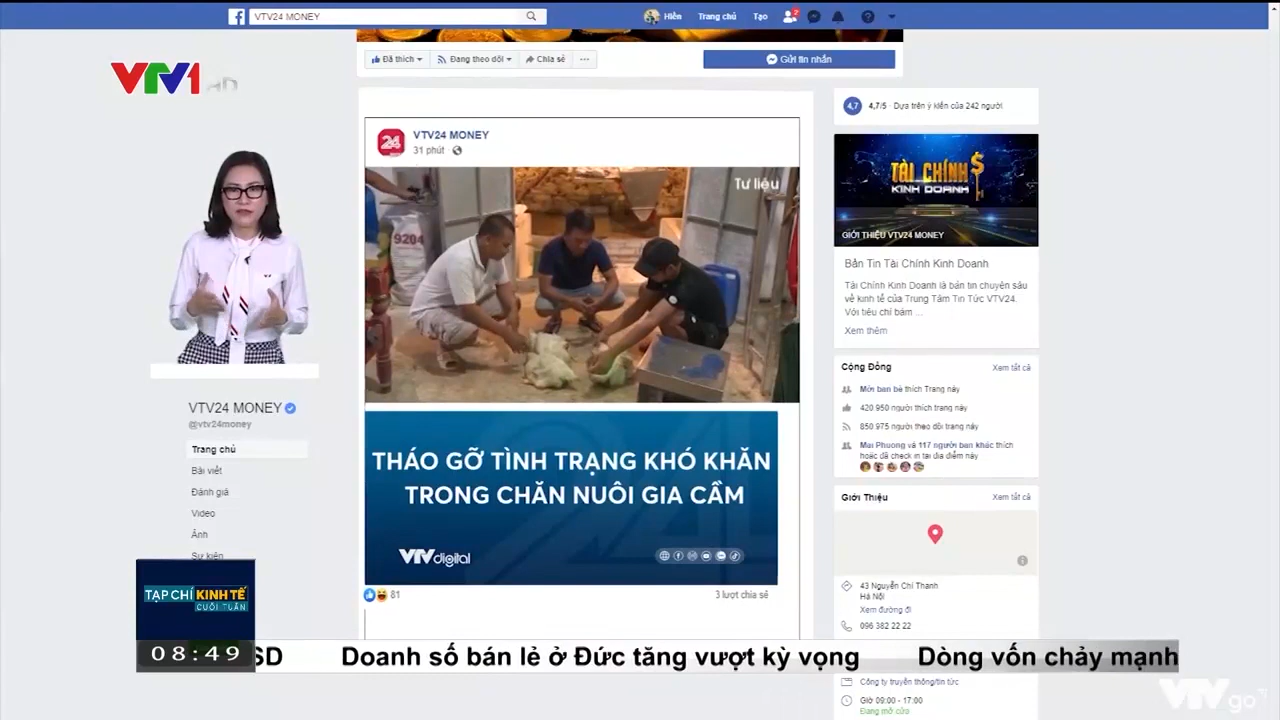 VTV24 MONEY
Hiền
Trang chủ
Tạo
2
VTV1
HD
Đã thích
Đang theo dõi
Chia sẻ
Gửi tin nhắn
VTV24 MONEY
31 phút
Tư liệu
9204
THÁO GỠ TÌNH TRẠNG KHÓ KHĂN
TRONG CHĂN NUÔI GIA CẦM
VTVdigital
81
3 lượt chia sẻ
VTV24 MONEY
@vtv24money
Trang chủ
Bài viết
Đánh giá
Video
Ảnh
Sự kiện
4,7
4,7/5 · Dựa trên ý kiến của 242 người
TÀI CHÍNH
KINH DOANH
GIỚI THIỆU VTV24 MONEY
Bản Tin Tài Chính Kinh Doanh
Tài Chính Kinh Doanh là bản tin chuyên sâu
về kinh tế của Trung Tâm Tin Tức VTV24.
Với tiêu chí bám ...
Xem thêm
Cộng Đồng
Xem tất cả
Mời bạn bè thích Trang này
420 950 người thích trang này
850 975 người theo dõi trang này
Mai Phuong và 117 người bạn khác thích
hoặc đã check in tại địa điểm này
Giới Thiệu
Xem tất cả
43 Nguyễn Chí Thanh
Hà Nội
Xem đường đi
096 382 22 22
Công ty truyền thông/tin tức
Giờ 09:00 - 17:00
Đang mở cửa
TẠP CHÍ KINH TẾ
CUỐI TUẦN
08:49
SD
Doanh số bán lẻ ở Đức tăng vượt kỳ vọng
Dòng vốn chảy mạnh
VTVgo